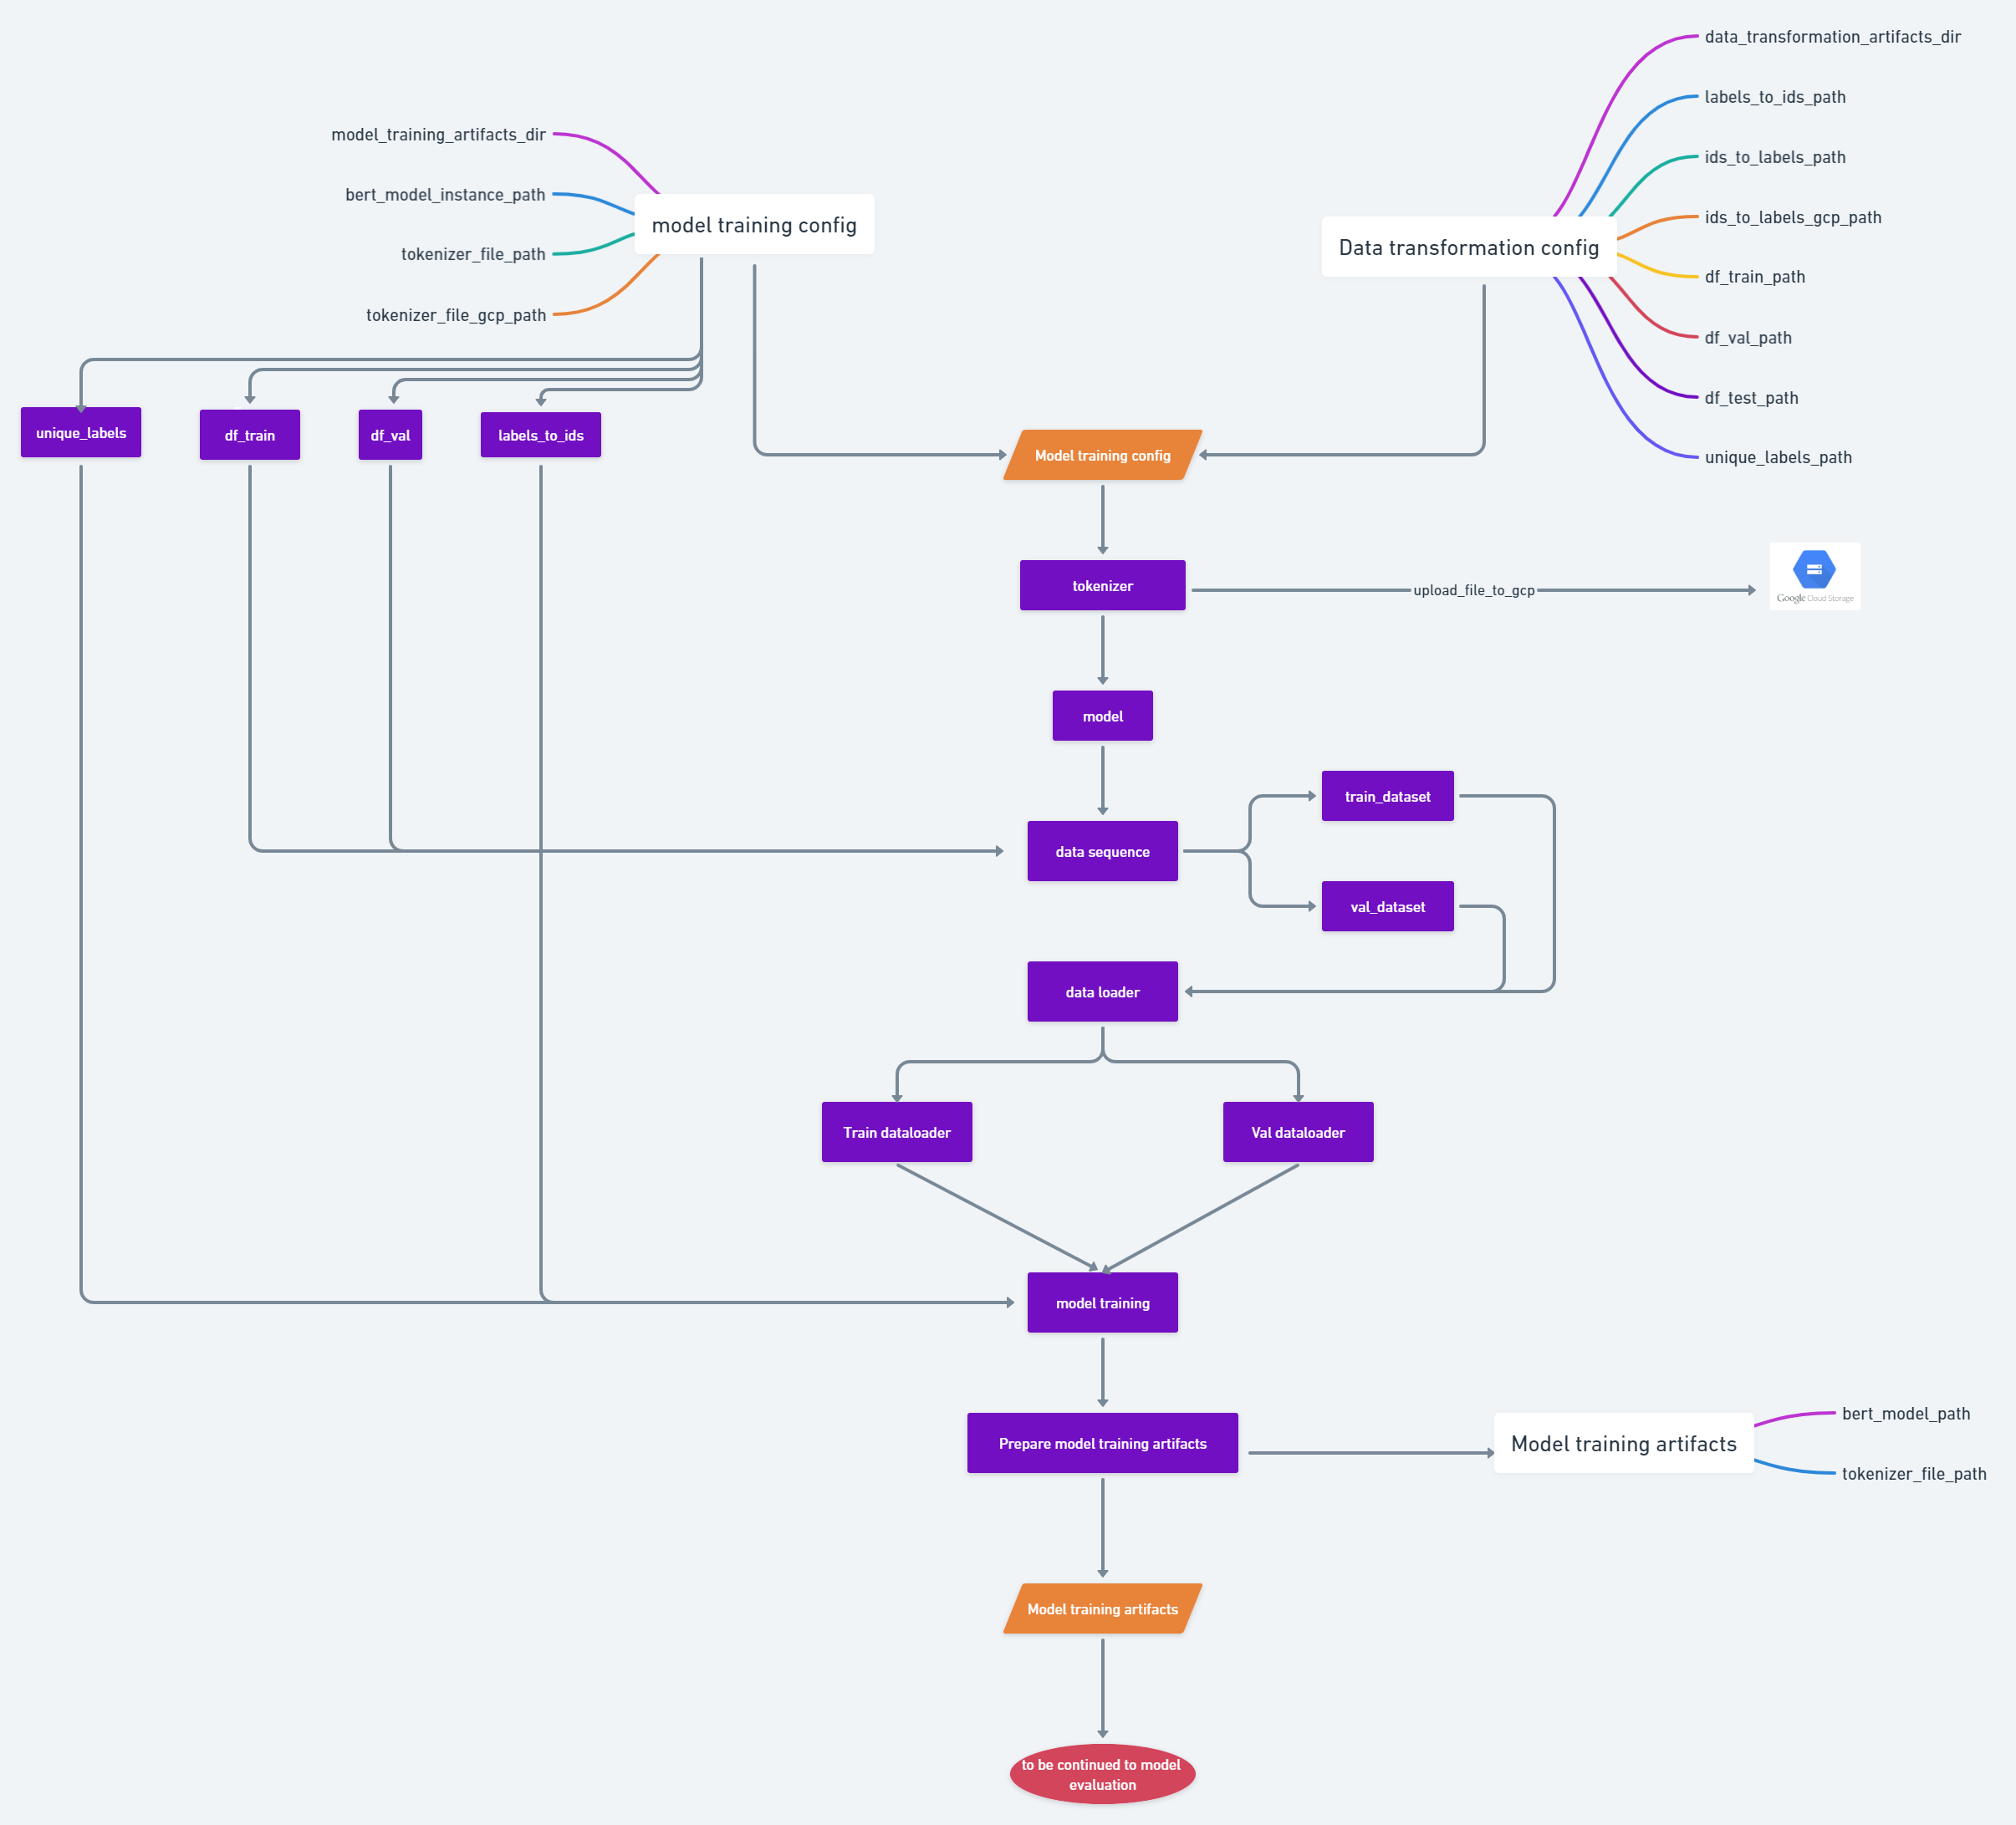 data_transformation_artifacts_dir
labels_to_ids_path
ids_to_labels_path
ids_to_labels_gcp_path
df_train_path
df_val_path
df_test_path
unique_labels_path
Data transformation config
model_training_artifacts_dir
bert_model_instance_path
tokenizer_file_path
tokenizer_file_gcp_path
model training config
unique_labels
df_train
df_val
labels_to_ids
Model training config
tokenizer
upload_file_to_gcp
Google Cloud Storage
model
data sequence
train_dataset
val_dataset
data loader
Train dataloader
Val dataloader
model training
Prepare model training artifacts
Model training artifacts
bert_model_path
tokenizer_file_path
Model training artifacts
to be continued to model
evaluation